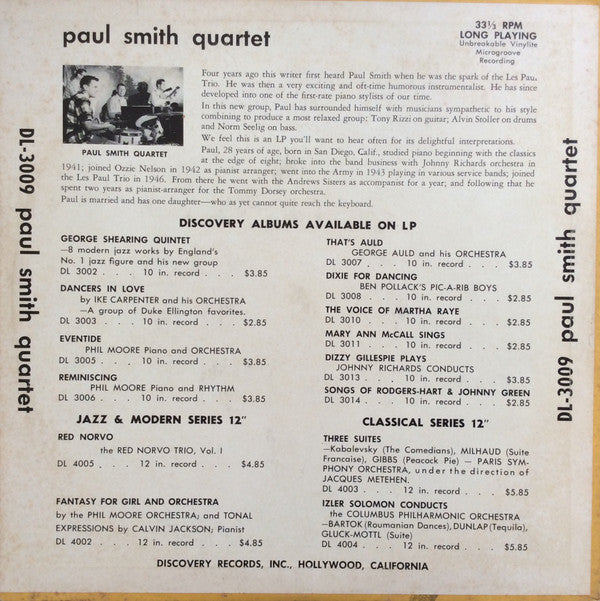 paul smith quartet
33⅓ RPM
LONG PLAYING
Unbreakable Vinylite
Microgroove
Recording
PAUL SMITH QUARTET
Four years ago this writer first heard Paul Smith when he was the spark of the Les Pau.
Trio. He was then a very exciting and oft-time humorous instrumentalist. He has since
developed into one of the first-rate piano stylists of our time.
In this new group, Paul has surrounded himself with musicians sympathetic to his style
combining to produce a most relaxed group: Tony Rizzi on guitar; Alvin Stoller on drums
and Norm Seelig on bass.
We feel this is an LP you'll want to hear often for its delightful interpretations.
Paul, 28 years of age, born in San Diego, Calif., studied piano beginning with the classics
at the edge of eight; broke into the band business with Johnny Richards orchestra in
1941; joined Ozzie Nelson in 1942 as pianist arranger; went into the Army in 1943 playing in various service bands; joined
the Les Paul Trio in 1946. From there he went with the Andrews Sisters as accompanist for a year; and following that he
spent two years as pianist-arranger for the Tommy Dorsey orchestra.
Paul is married and has one daughter—who as yet cannot quite reach the keyboard.
DISCOVERY ALBUMS AVAILABLE ON LP
GEORGE SHEARING QUINTET
—8 modern jazz works by England's
No. 1 jazz figure and his new group
DL 3002 . . . 10 in. record . . . $3.85
DANCERS IN LOVE
by IKE CARPENTER and his ORCHESTRA
—A group of Duke Ellington favorites.
DL 3003 . . . 10 in. record . . . $2.85
EVENTIDE
PHIL MOORE Piano and ORCHESTRA
DL 3005 . . . 10 in. record . . . $3.85
REMINISCING
PHIL MOORE Piano and RHYTHM
DL 3006 . . . 10 in. record . . . $3.85
THAT'S AULD
GEORGE AULD and his ORCHESTRA
DL 3007 . . . 10 in. record . . . $3.85
DIXIE FOR DANCING
BEN POLLACK'S PIC-A-RIB BOYS
DL 3008 . . . 10 in. record . . . $2.85
THE VOICE OF MARTHA RAYE
DL 3010 . . . 10 in. record . . . $2.85
MARY ANN McCALL SINGS
DL 3011 . . . 10 in. record . . . $2.85
DIZZY GILLESPIE PLAYS
JOHNNY RICHARDS CONDUCTS
DL 3013 . . . 10 in. record . . . $3.85
SONGS OF RODGERS-HART & JOHNNY GREEN
DL 3014 . . . 10 in. record . . . $2.85
JAZZ & MODERN SERIES 12"
RED NORVO
the RED NORVO TRIO, Vol. I
DL 4005 . . . 12 in. record . . . $4.85
FANTASY FOR GIRL AND ORCHESTRA
by the PHIL MOORE ORCHESTRA; and TONAL
EXPRESSIONS by CALVIN JACKSON; Pianist
DL 4002 . . . 12 in. record . . . $4.85
CLASSICAL SERIES 12"
THREE SUITES
—Kabalevsky (The Comedians), MILHAUD (Suite
Francaise), GIBBS (Peacock Pie) — PARIS SYM-
PHONY ORCHESTRA, under the direction of
JACQUES METEHEN.
DL 4003 . . . 12 in. record . . . $5.85
IZLER SOLOMON CONDUCTS
the COLUMBUS PHILHARMONIC ORCHESTRA
—BARTOK (Roumanian Dances), DUNLAP (Tequila),
GLUCK-MOTTL (Suite)
DL 4004 . . . 12 in. record . . . $5.85
DISCOVERY RECORDS, INC., HOLLYWOOD, CALIFORNIA
DL-3009 paul smith quartet
DL-3009 paul smith quartet